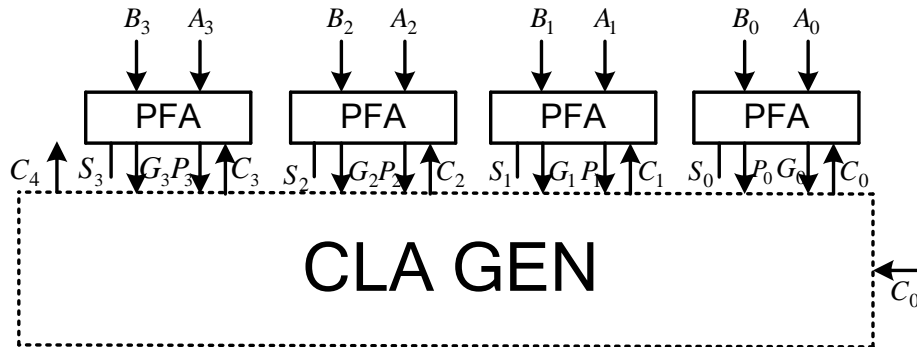 B₃ A₃ B₂ A₂ B₁ A₁ B₀ A₀
PFA PFA PFA PFA
C₄ S₃ G₃ P₃ C₃ S₂ G₂ P₂ C₂ S₁ G₁ P₁ C₁ S₀ P₀ G₀ C₀
CLA GEN
C₀